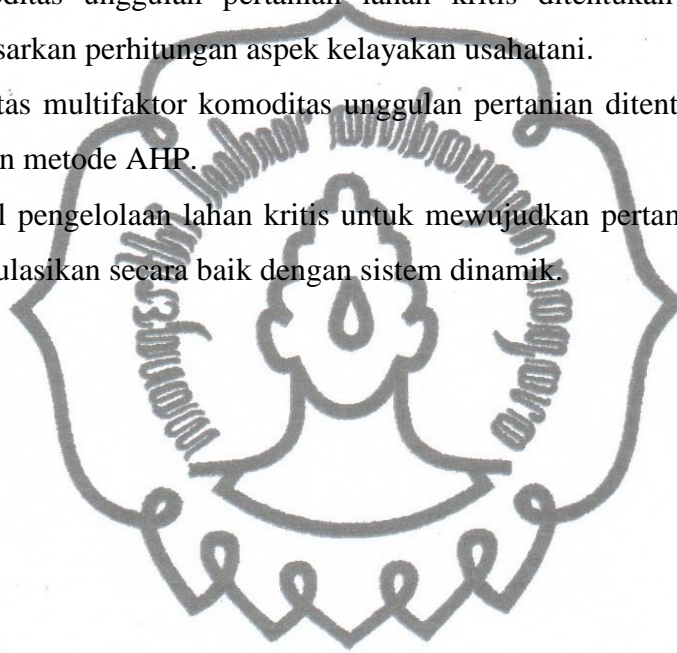 ditas unggulan pertanian lahan kritis ditentukan
sarkan perhitungan aspek kelayakan usahatani.
tas multifaktor komoditas unggulan pertanian ditent
n metode AHP.
l pengelolaan lahan kritis untuk mewujudkan pertan
ulasikan secara baik dengan sistem dinamik.